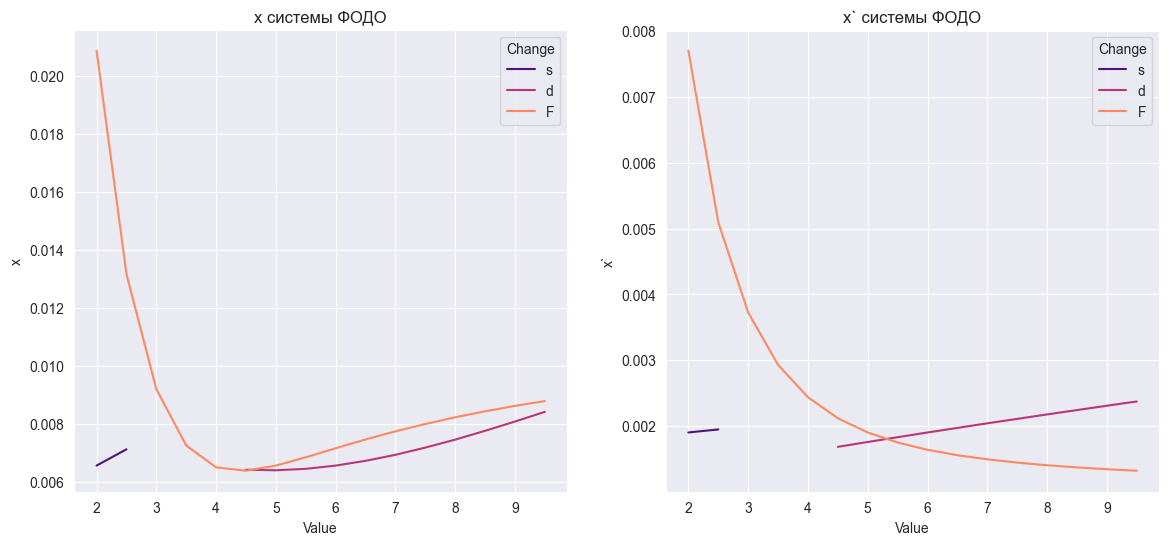 x системы ФОДО
Change
s
d
F
0.020
0.018
0.016
0.014
0.012
0.010
0.008
0.006
x
2 3 4 5 6 7 8 9
Value
x` системы ФОДО
Change
s
d
F
0.008
0.007
0.006
0.005
0.004
0.003
0.002
x`
2 3 4 5 6 7 8 9
Value